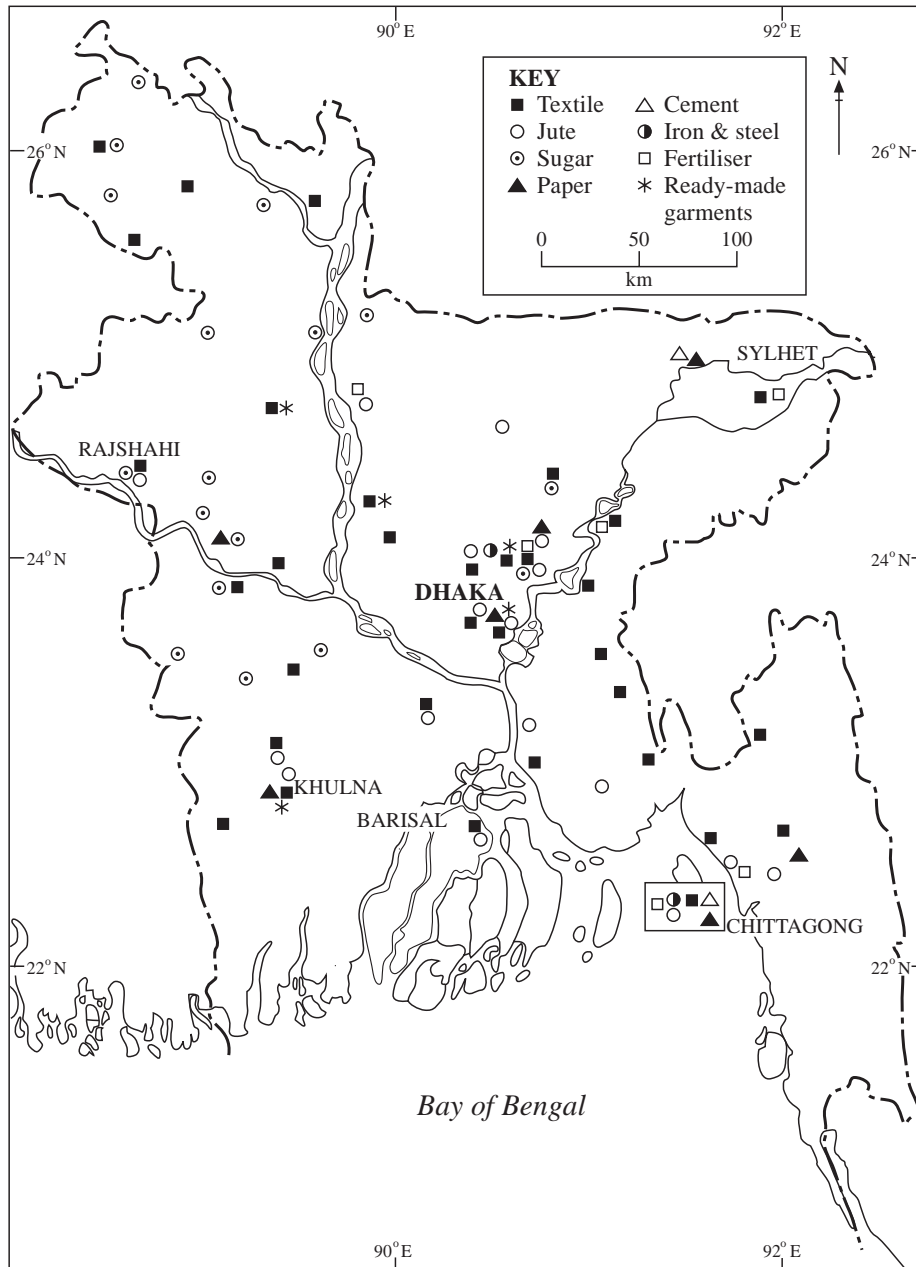 90°E 92°E
KEY
Textile
Jute
Sugar
Paper
Cement
Iron & steel
Fertiliser
Ready-made
garments
0 50 100
km
N
26°N 26°N
SYLHET
RAJSHAHI
24°N 24°N
DHAKA
KHULNA
BARISAL
CHITTAGONG
22°N 22°N
Bay of Bengal
90°E 92°E